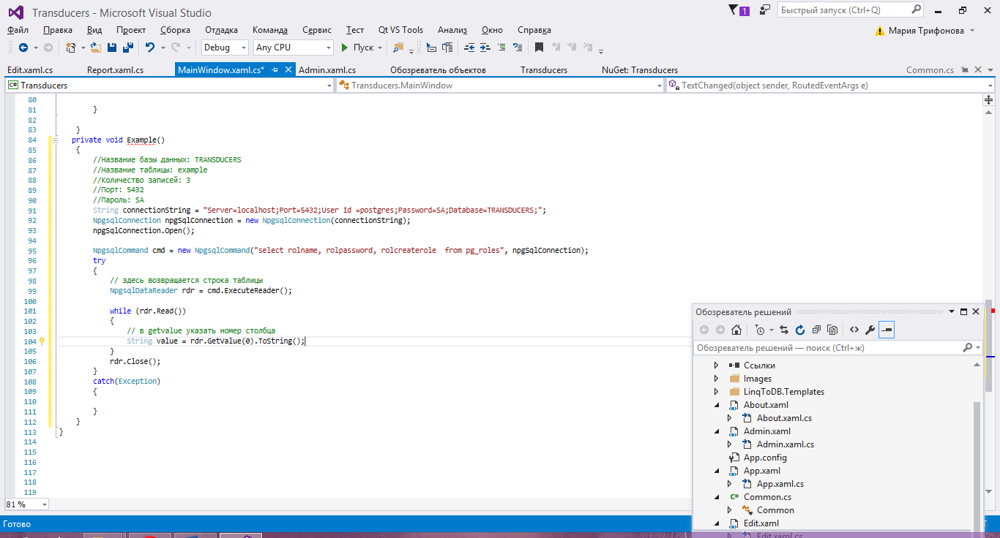 Transducers - Microsoft Visual Studio
1
Быстрый запуск (Ctrl+Q)
Файл Правка Вид Проект Сборка Отладка Команда Сервис Тест Qt VS Tools Анализ Окно Справка
Мария Трифонова
Debug Any CPU Пуск
Edit.xaml.cs Report.xaml.cs MainWindow.xaml.cs* Admin.xaml.cs Обозреватель объектов Transducers NuGet: Transducers Common.cs
C# Transducers Transducers.MainWindow TextChanged(object sender, RoutedEventArgs e)
80
81 }
82
83 }
84 private void Example()
85 {
86 //Название базы данных: TRANSDUCERS
87 //Название таблицы: example
88 //Количество записей: 3
89 //Порт: 5432
90 //Пароль: SA
91 String connectionString = "Server=localhost;Port=5432;User Id =postgres;Password=SA;Database=TRANSDUCERS;";
92 NpgsqlConnection npgSqlConnection = new NpgsqlConnection(connectionString);
93 npgSqlConnection.Open();
94
95 NpgsqlCommand cmd = new NpgsqlCommand("select rolname, rolpassword, rolcreaterole  from pg_roles", npgSqlConnection);
96 try
97 {
98 // здесь возвращается строка таблицы
99 NpgsqlDataReader rdr = cmd.ExecuteReader();
100
101 while (rdr.Read())
102 {
103 // в getvalue указать номер столбца
104 String value = rdr.GetValue(0).ToString();
105 }
106 rdr.Close();
107 }
108 catch(Exception)
109 {
110
111 }
112 }
113 }
114
115
116
117
118
119
81 %
Готово
Обозреватель решений
Обозреватель решений — поиск (Ctrl+ж)
Ссылки
Images
LinqToDB.Templates
About.xaml
About.xaml.cs
Admin.xaml
Admin.xaml.cs
App.config
App.xaml
App.xaml.cs
C# Common.cs
Common
Edit.xaml
Edit.xaml.cs